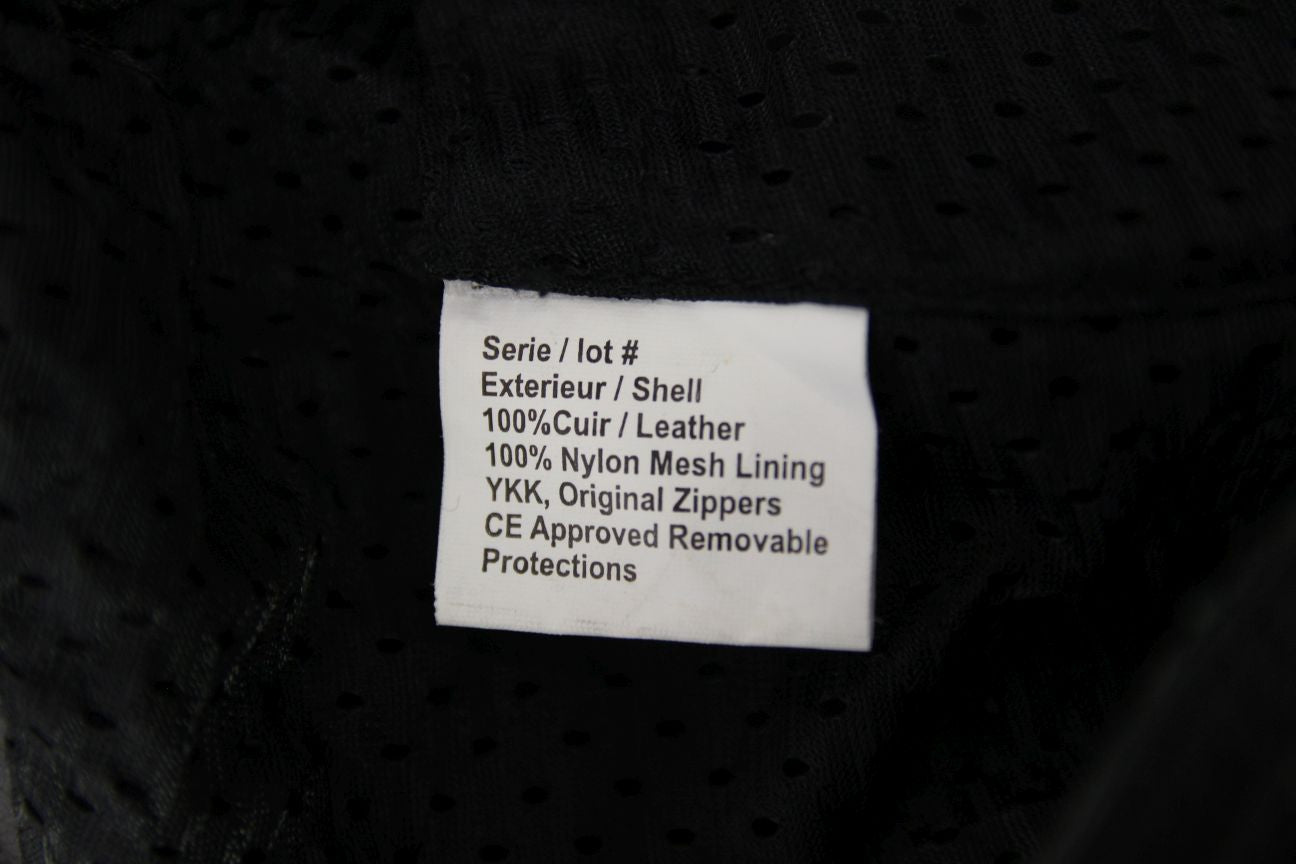 Serie / lot #
Exterieur / Shell
100%Cuir / Leather
100% Nylon Mesh Lining
YKK, Original Zippers
CE Approved Removable
Protections